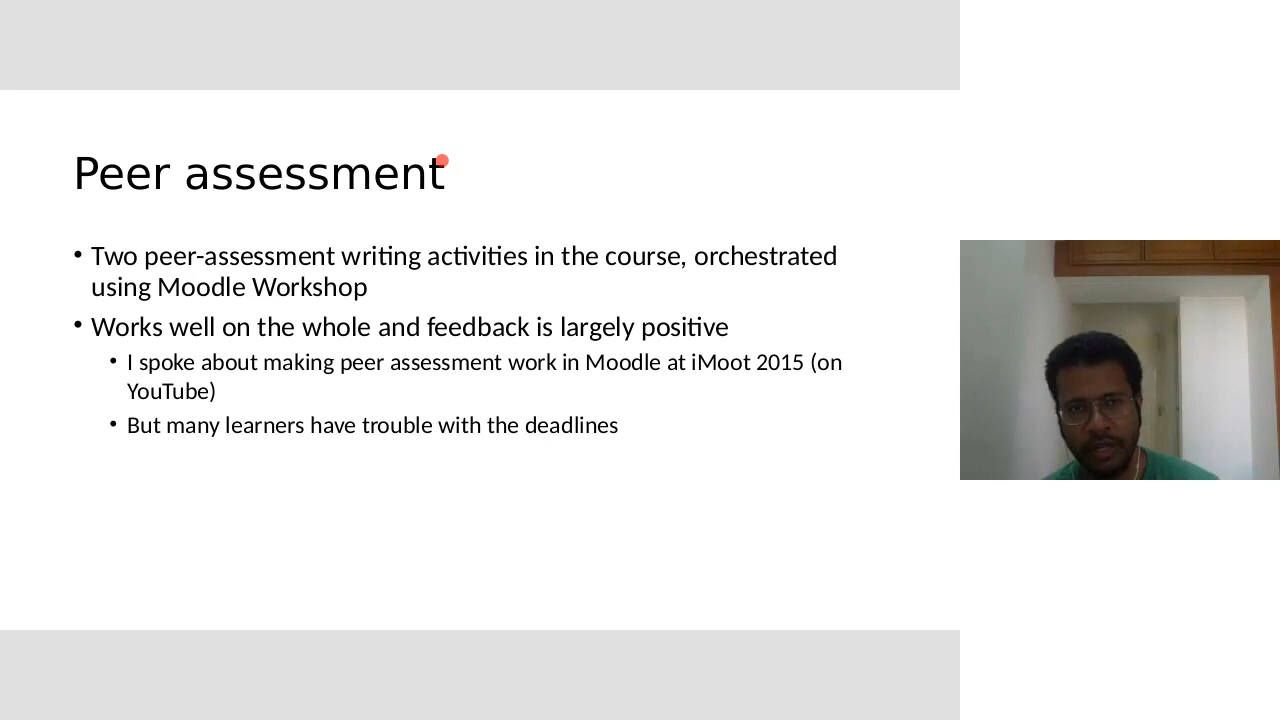 Peer assessment
• Two peer-assessment writing activities in the course, orchestrated
using Moodle Workshop
• Works well on the whole and feedback is largely positive
• I spoke about making peer assessment work in Moodle at iMoot 2015 (on
YouTube)
• But many learners have trouble with the deadlines